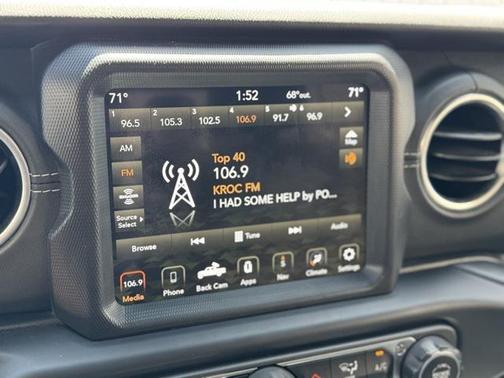 71° 1:52 68°out. 71°
1 2 3 4 5 6
96.5 105.3 102.5 106.9 91.7 96.9
AM
FM
Source
Select
Map
Top 40
106.9
KROC FM
I HAD SOME HELP by PO...
Browse Tune Audio
106.9
Media Phone Back Cam Apps Nav Climate Settings
A/C